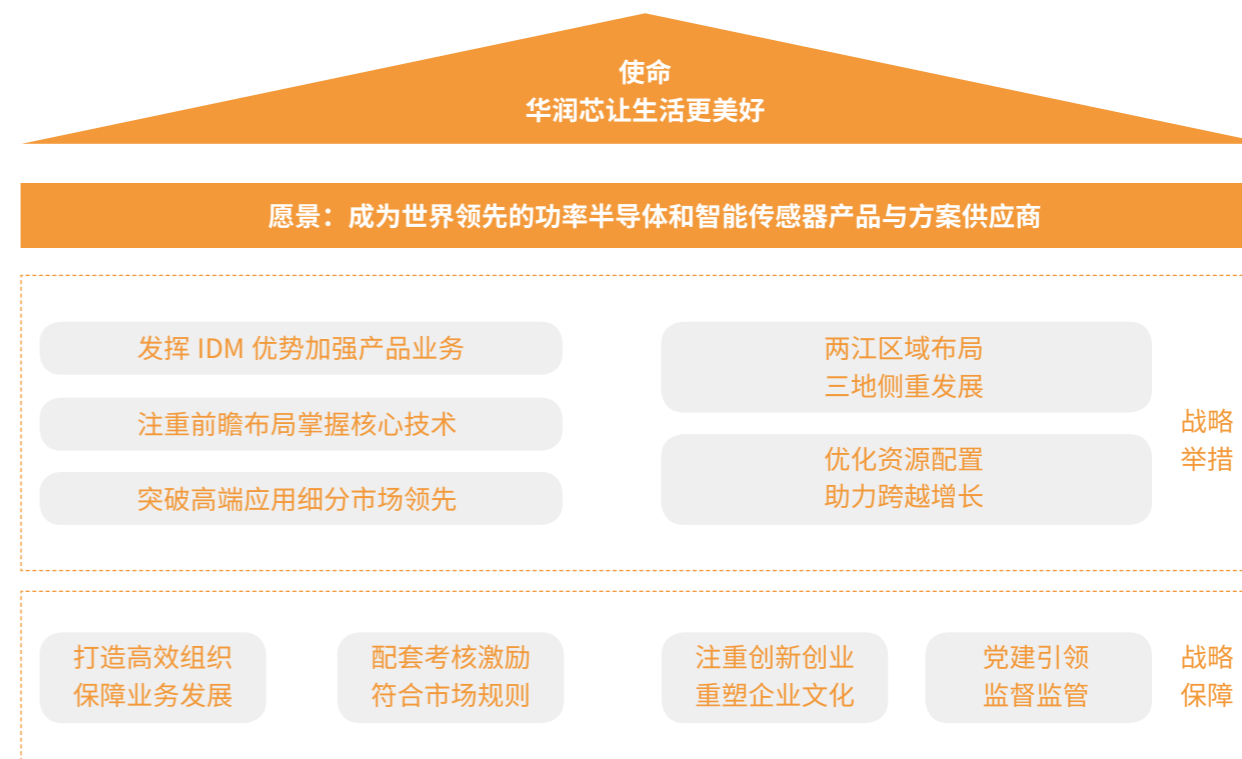 使命
华润芯让生活更美好
愿景：成为世界领先的功率半导体和智能传感器产品与方案供应商
发挥 IDM 优势加强产品业务
注重前瞻布局掌握核心技术
突破高端应用细分市场领先
两江区域布局
三地侧重发展
优化资源配置
助力跨越增长
战略
举措
打造高效组织
保障业务发展
配套考核激励
符合市场规则
注重创新创业
重塑企业文化
党建引领
监督监管
战略
保障